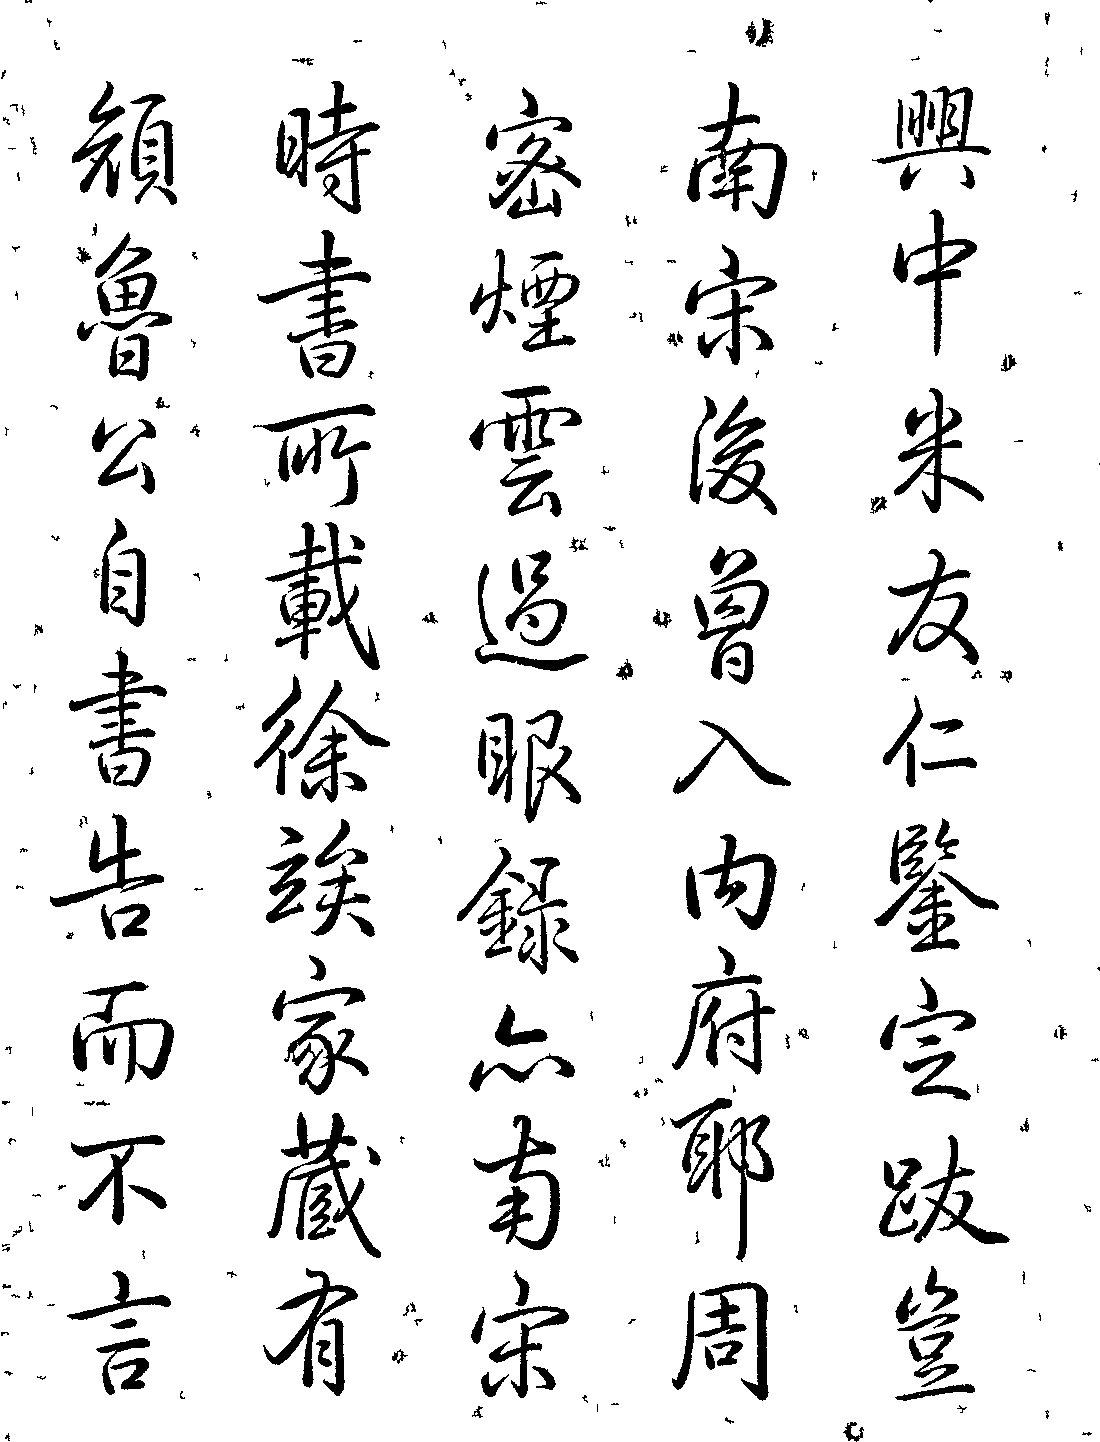 興中米友仁鑒定跋豈
南宋後曾入內府耶周
密煙雲過眼錄亦南宋
時書所載徐竢家藏有
顏魯公自書告而不言